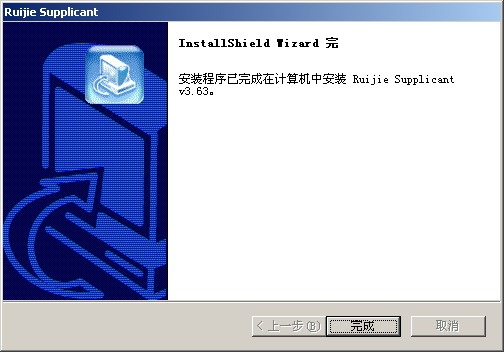 Ruijie Supplicant
InstallShield Wizard 完
安装程序已完成在计算机中安装 Ruijie Supplicant
v3.63。
< 上一步(B)
完成
取消